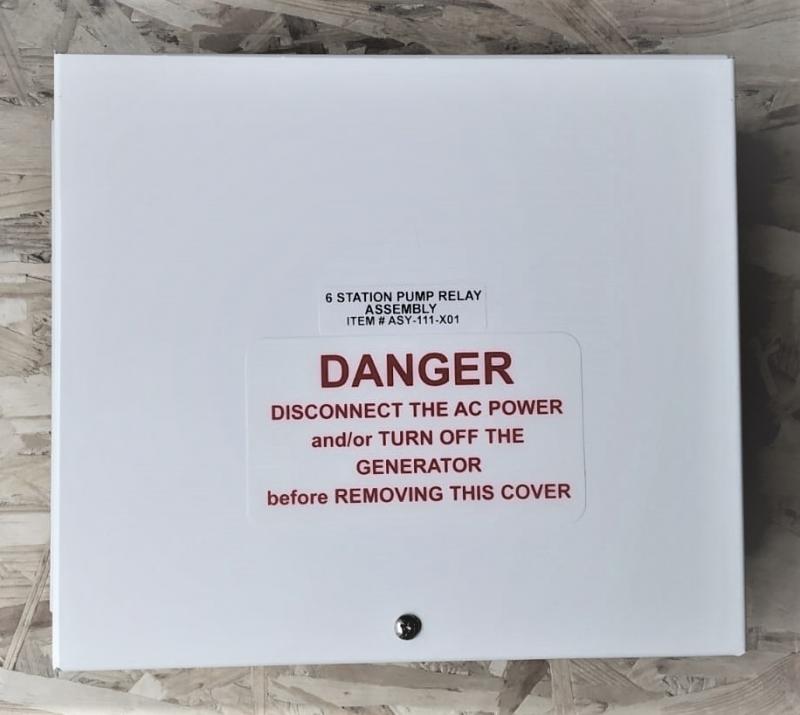 6 STATION PUMP RELAY
ASSEMBLY
ITEM # ASY-111-X01
DANGER
DISCONNECT THE AC POWER
and/or TURN OFF THE
GENERATOR
before REMOVING THIS COVER